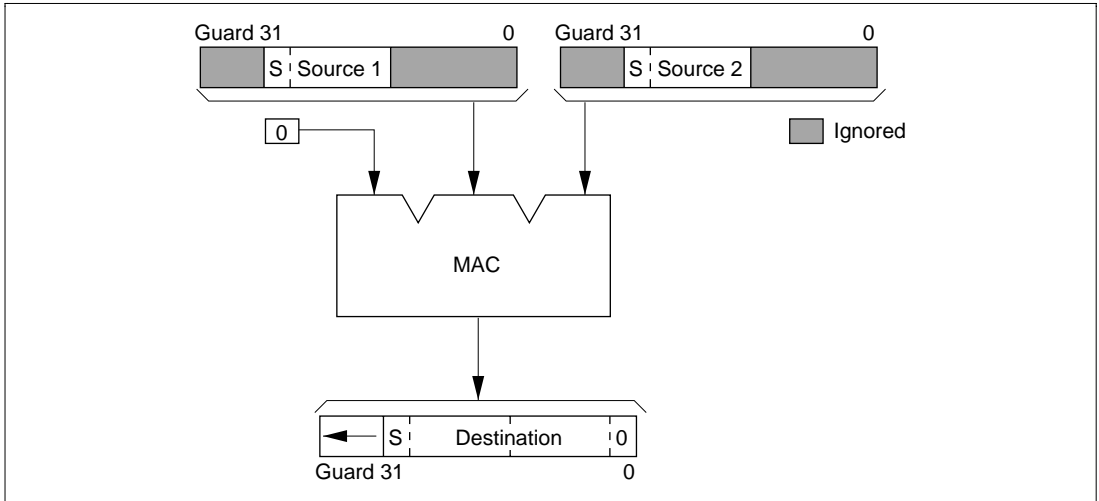 Guard 31 0 Guard 31 0
S Source 1 S Source 2
0 Ignored
MAC
S Destination 0
Guard 31 0